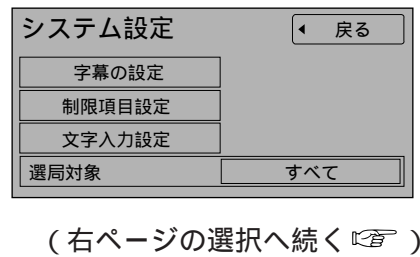 システム設定
◀ 戻る
字幕の設定
制限項目設定
文字入力設定
選局対象 すべて
(右ページの選択へ続く☞)